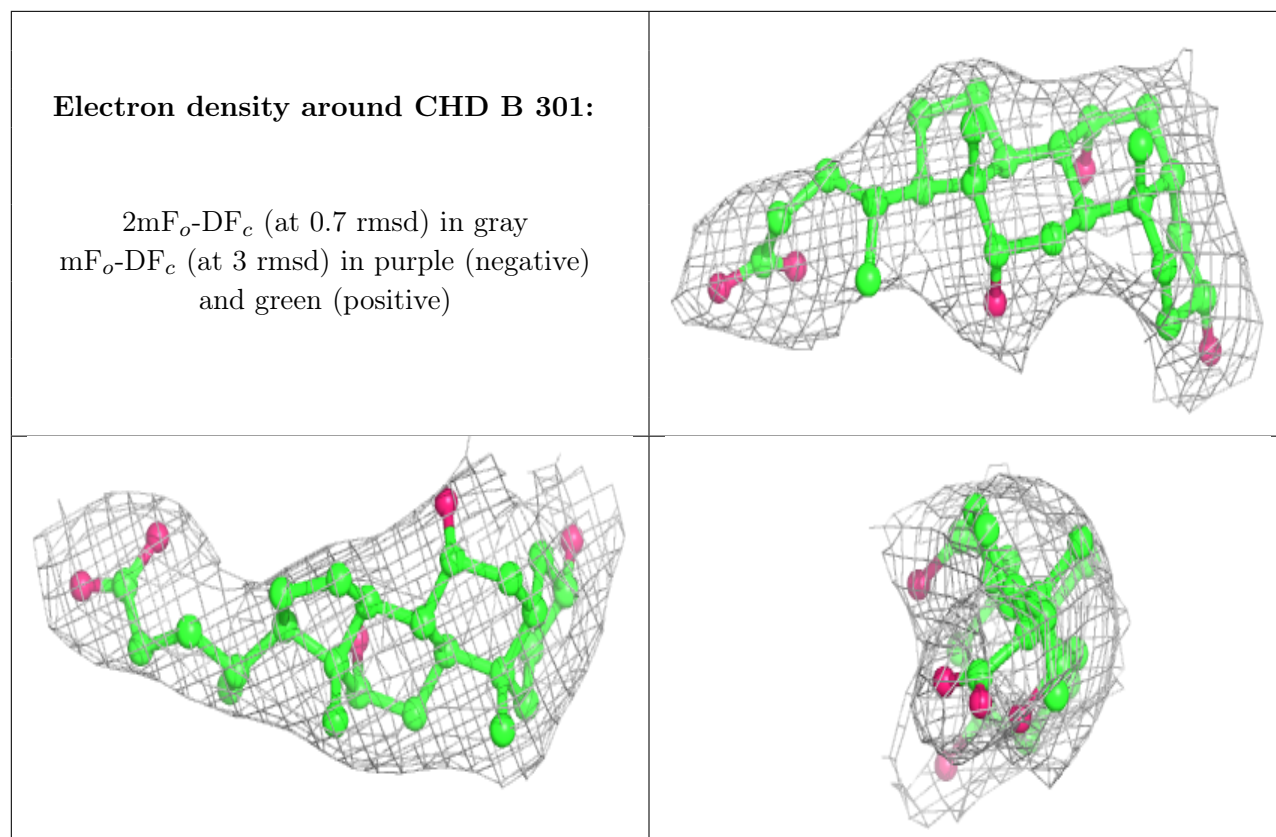 Electron density around CHD B 301:
2mFo-DFc (at 0.7 rmsd) in gray
mFo-DFc (at 3 rmsd) in purple (negative)
and green (positive)